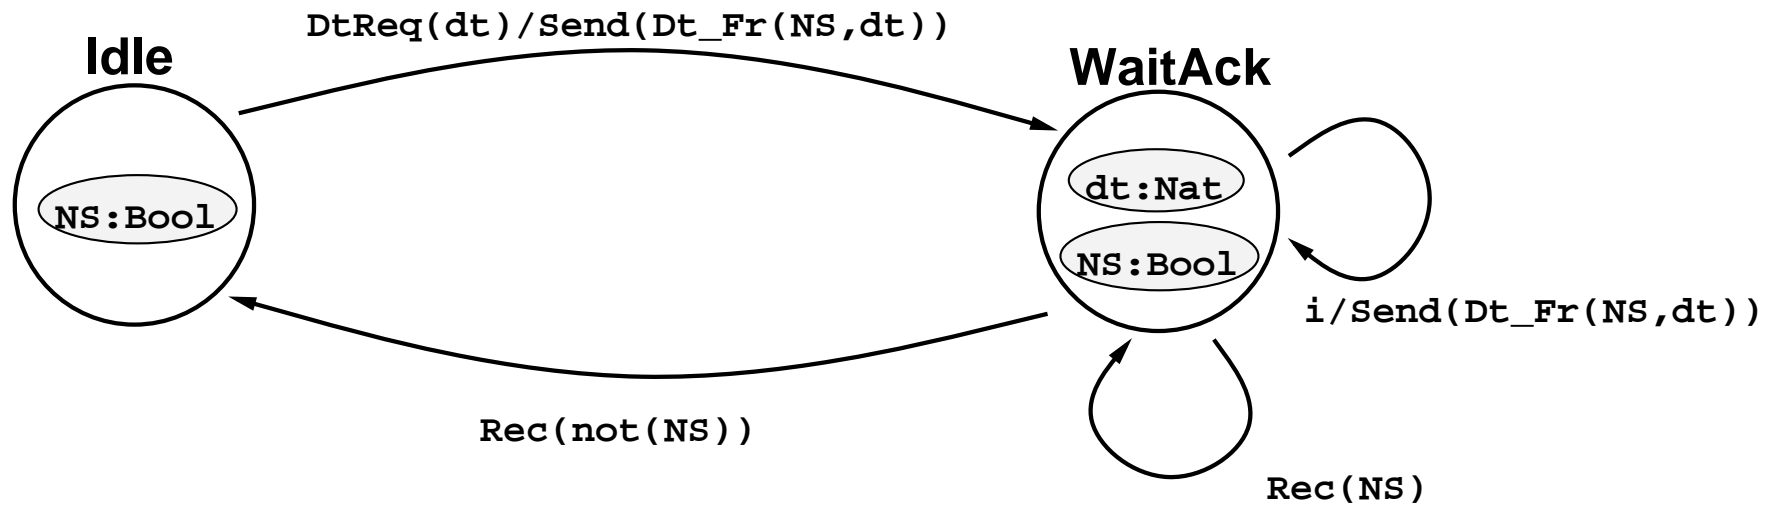 DtReq(dt)/Send(Dt_Fr(NS,dt))
Idle
WaitAck
dt:Nat
NS:Bool
NS:Bool
i/Send(Dt_Fr(NS,dt))
Rec(not(NS))
Rec(NS)